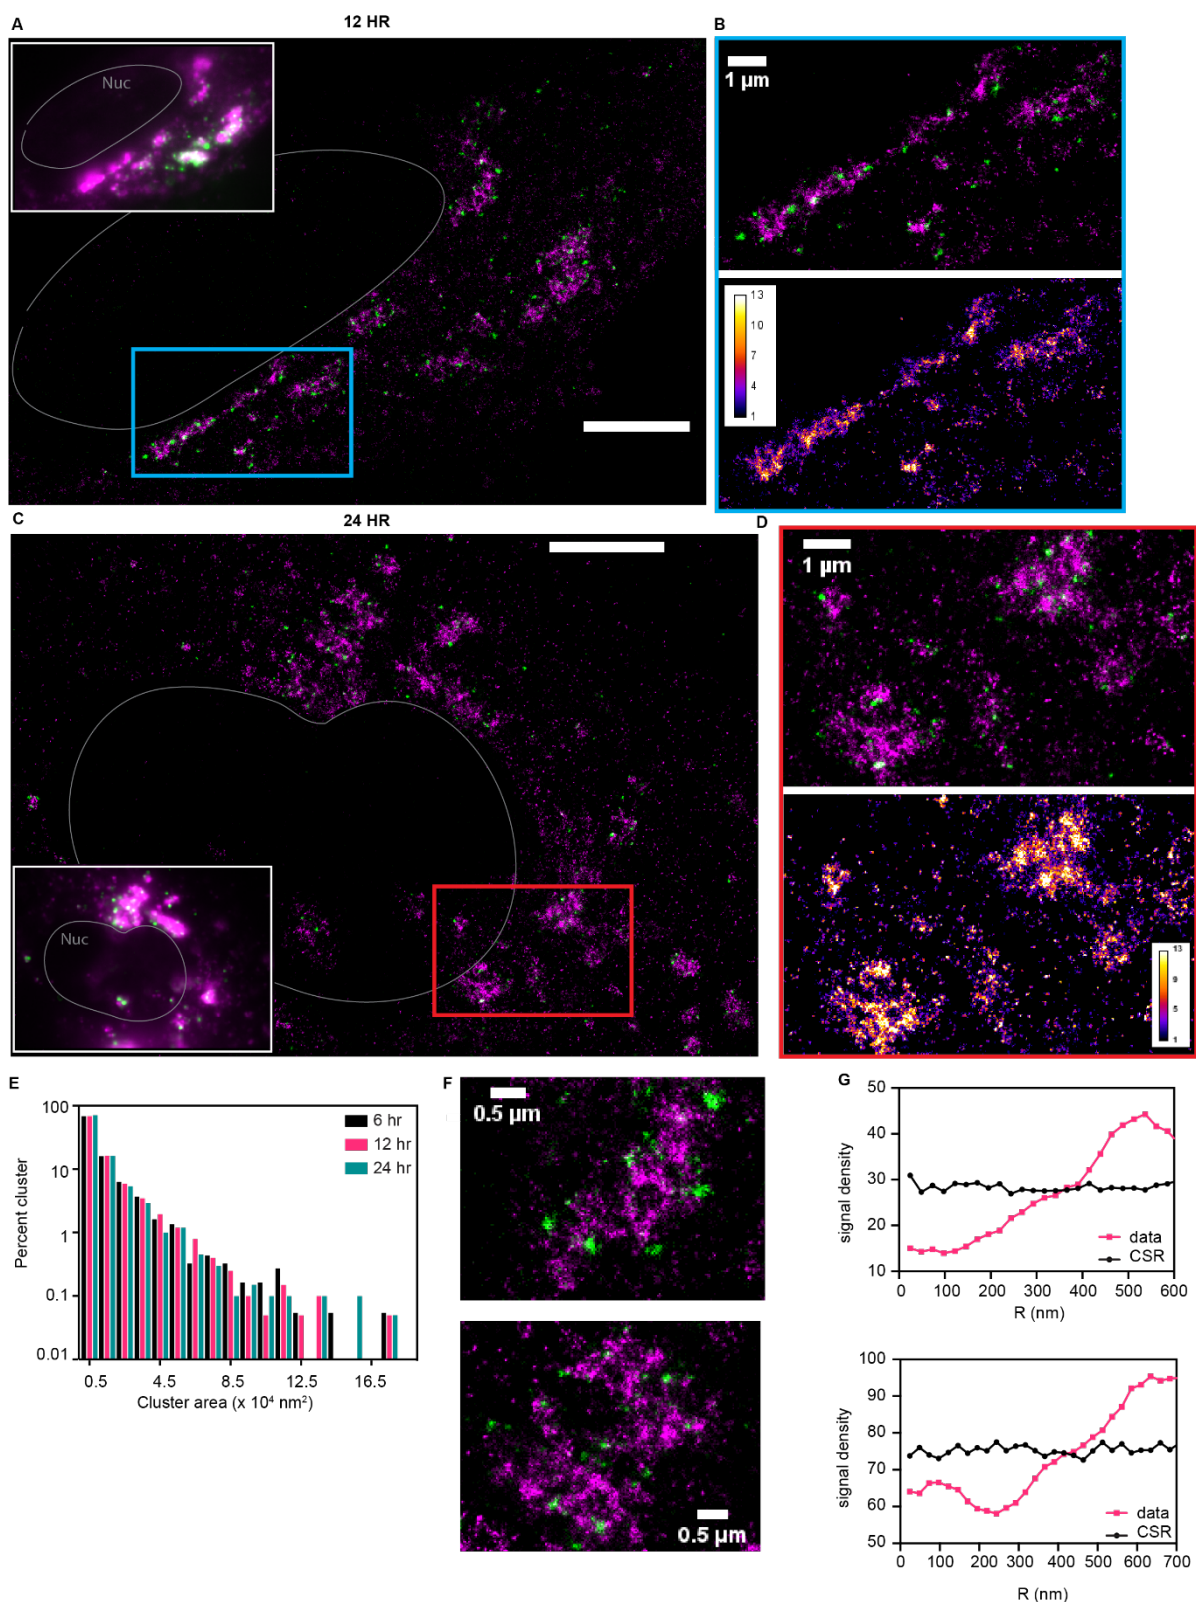 A
12 HR
B
Nuc
1 µm
13
10
7
4
1
C
24 HR
D
1 µm
Nuc
13
9
5
1
E
100
10
1
0.1
0.01
Percent cluster
6 hr
12 hr
24 hr
0.5 4.5 8.5 12.5 16.5
Cluster area (x 10⁴ nm²)
F
0.5 µm
0.5 µm
G
50
40
30
20
10
signal density
data
CSR
0 100 200 300 400 500 600
R (nm)
100
90
80
70
60
50
signal density
data
CSR
0 100 200 300 400 500 600 700
R (nm)